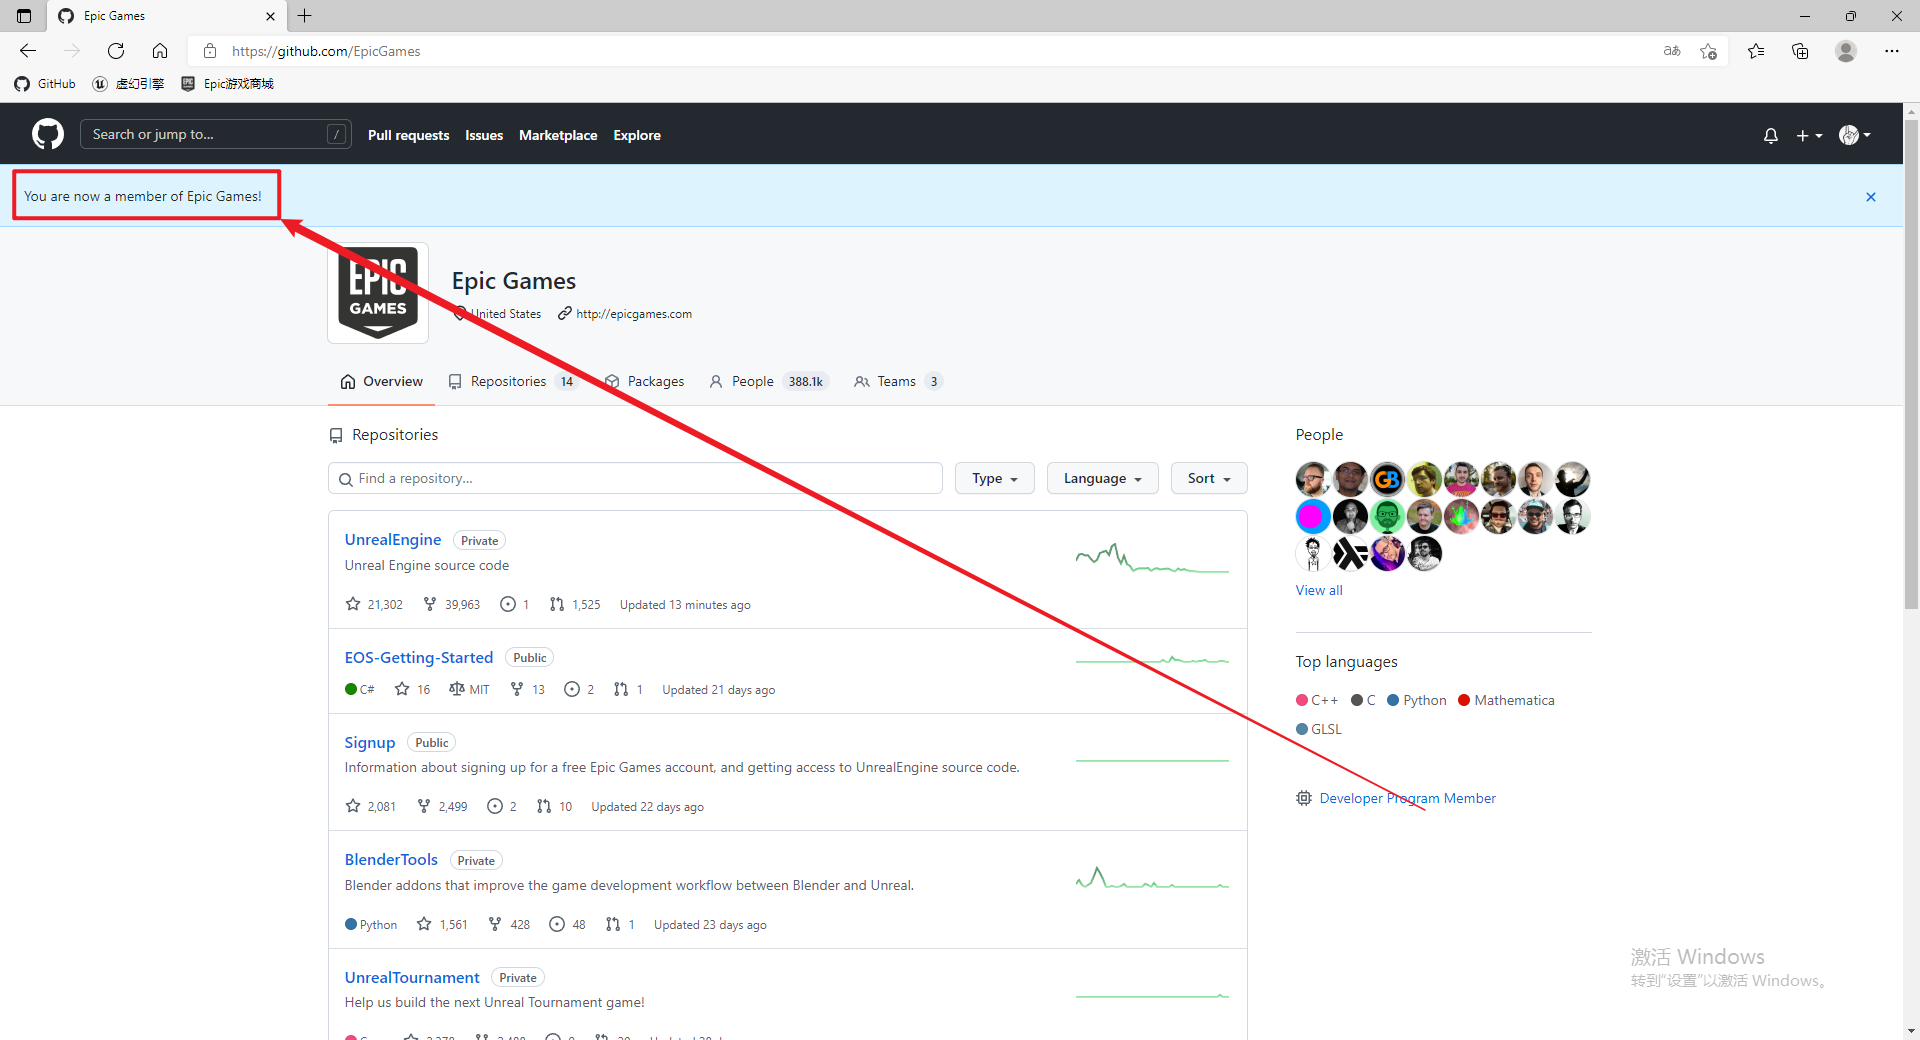 Epic Games
https://github.com/EpicGames
GitHub
虚幻引擎
Epic游戏商城
Search or jump to...
/
Pull requests
Issues
Marketplace
Explore
You are now a member of Epic Games!
EPIC
GAMES
Epic Games
United States
http://epicgames.com
Overview
Repositories 14
Packages
People 388.1k
Teams 3
Repositories
Find a repository...
Type
Language
Sort
UnrealEngine Private
Unreal Engine source code
21,302 39,963 1 1,525 Updated 13 minutes ago
EOS-Getting-Started Public
C# 16 MIT 13 2 1 Updated 21 days ago
Signup Public
Information about signing up for a free Epic Games account, and getting access to UnrealEngine source code.
2,081 2,499 2 10 Updated 22 days ago
BlenderTools Private
Blender addons that improve the game development workflow between Blender and Unreal.
Python 1,561 428 48 1 Updated 23 days ago
UnrealTournament Private
Help us build the next Unreal Tournament game!
People
GB
View all
Top languages
C++ C Python Mathematica
GLSL
Developer Program Member
激活 Windows
转到“设置”以激活 Windows。